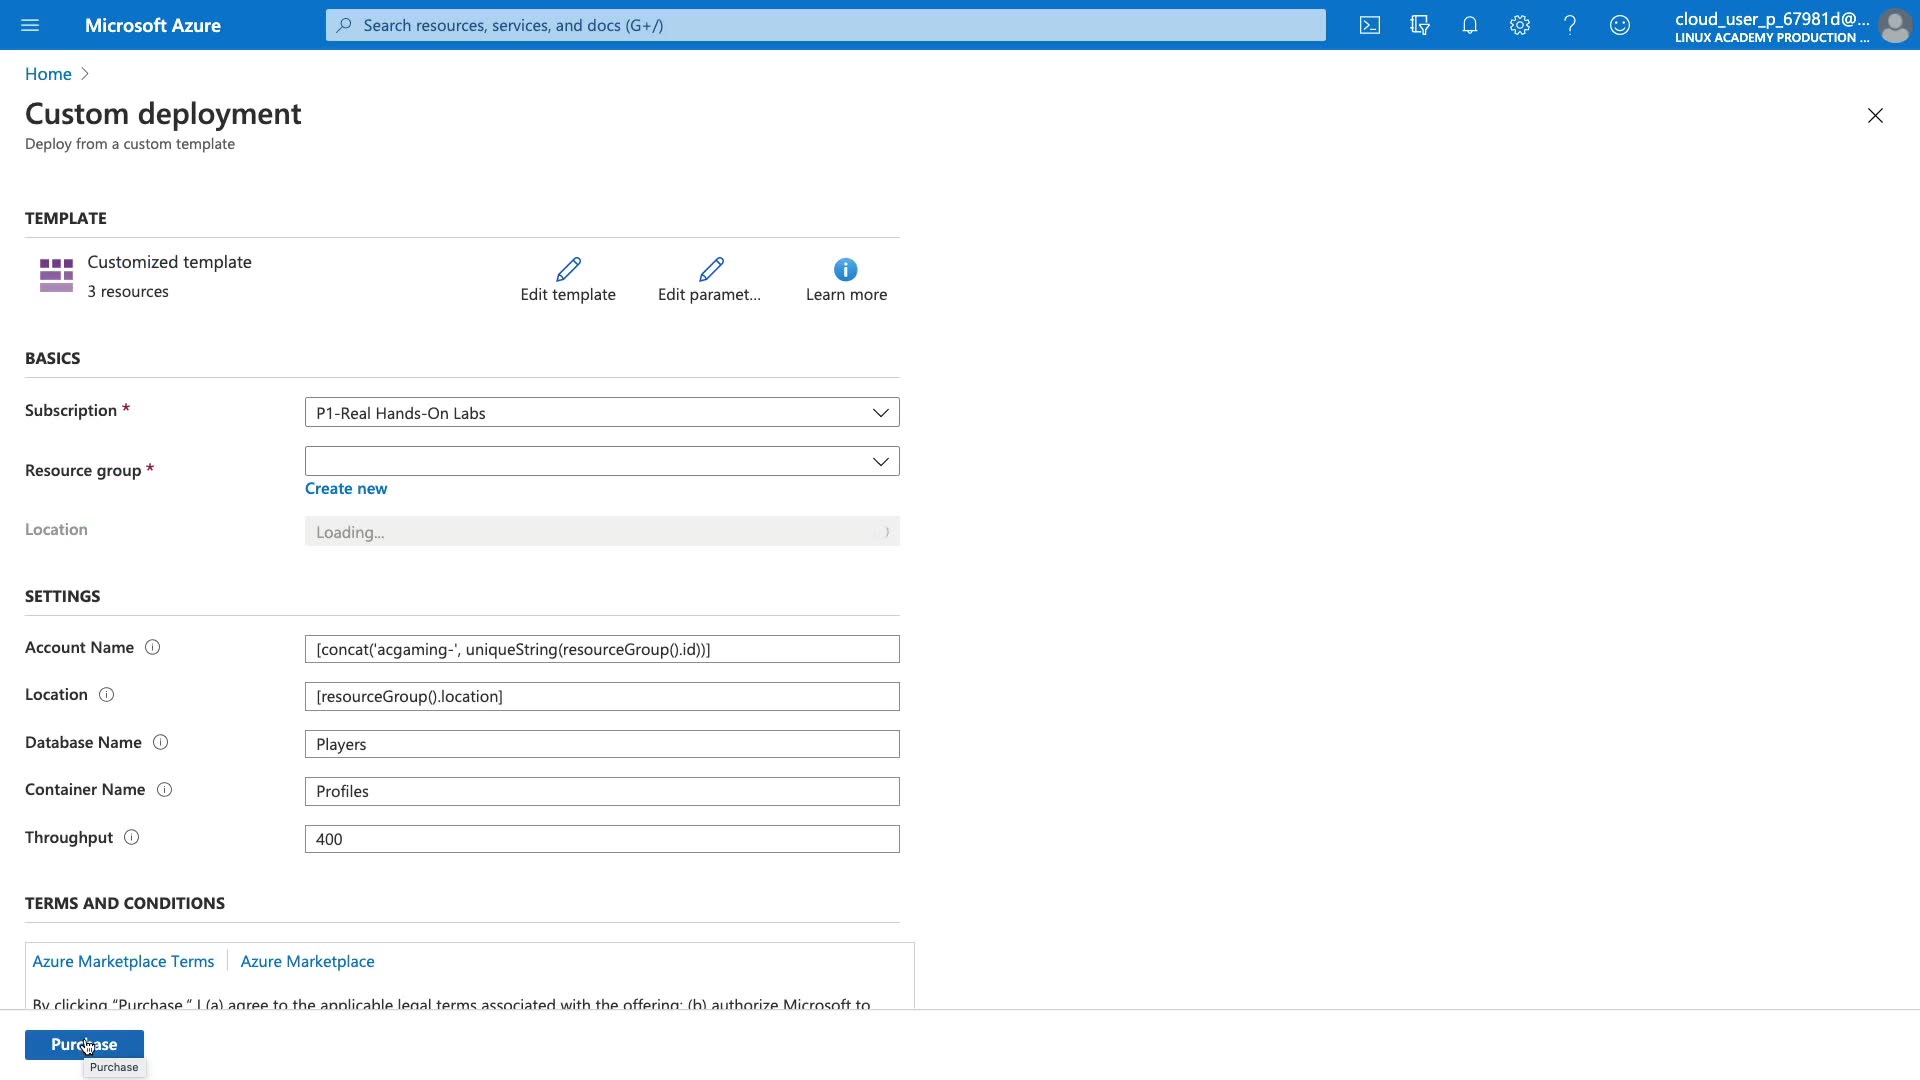 Microsoft Azure
Search resources, services, and docs (G+/)
cloud_user_p_67981d@...
LINUX ACADEMY PRODUCTION ...
Home
Custom deployment
Deploy from a custom template
TEMPLATE
Customized template
3 resources
Edit template
Edit paramet...
Learn more
BASICS
Subscription *
P1-Real Hands-On Labs
Resource group *
Create new
Location
Loading...
SETTINGS
Account Name
[concat('acgaming-', uniqueString(resourceGroup().id))]
Location
[resourceGroup().location]
Database Name
Players
Container Name
Profiles
Throughput
400
TERMS AND CONDITIONS
Azure Marketplace Terms
Azure Marketplace
By clicking "Purchase," I (a) agree to the applicable legal terms associated with the offering; (b) authorize Microsoft to
Purchase
Purchase